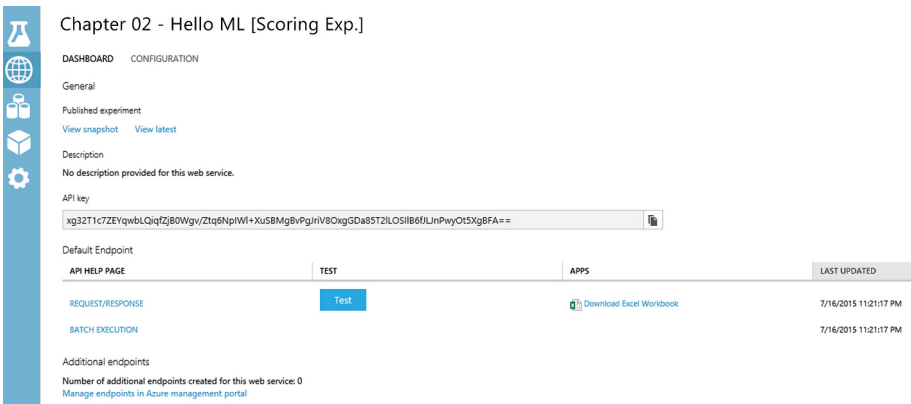 Chapter 02 - Hello ML [Scoring Exp.]
DASHBOARD CONFIGURATION
General
Published experiment
View snapshot View latest
Description
No description provided for this web service.
API key
Default Endpoint
API HELP PAGE TEST APPS LAST UPDATED
REQUEST/RESPONSE Test Download Excel Workbook 7/16/2015 11:21:17 PM
BATCH EXECUTION 7/16/2015 11:21:17 PM
Additional endpoints
Number of additional endpoints created for this web service: 0
Manage endpoints in Azure management portal